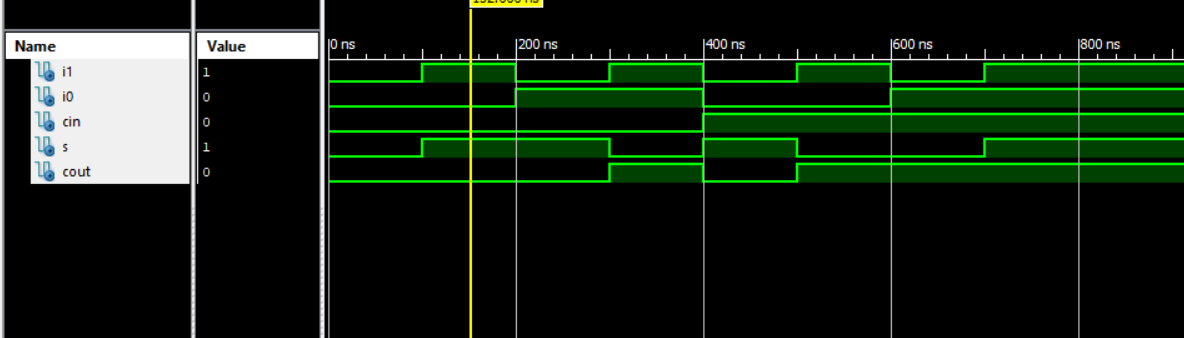 Name Value 0 ns 200 ns 400 ns 600 ns 800 ns
i1 1
i0 0
cin 0
s 1
cout 0